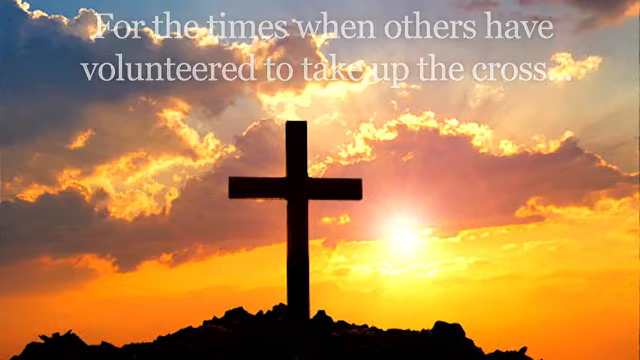 For the times when others have
volunteered to take up the cross...